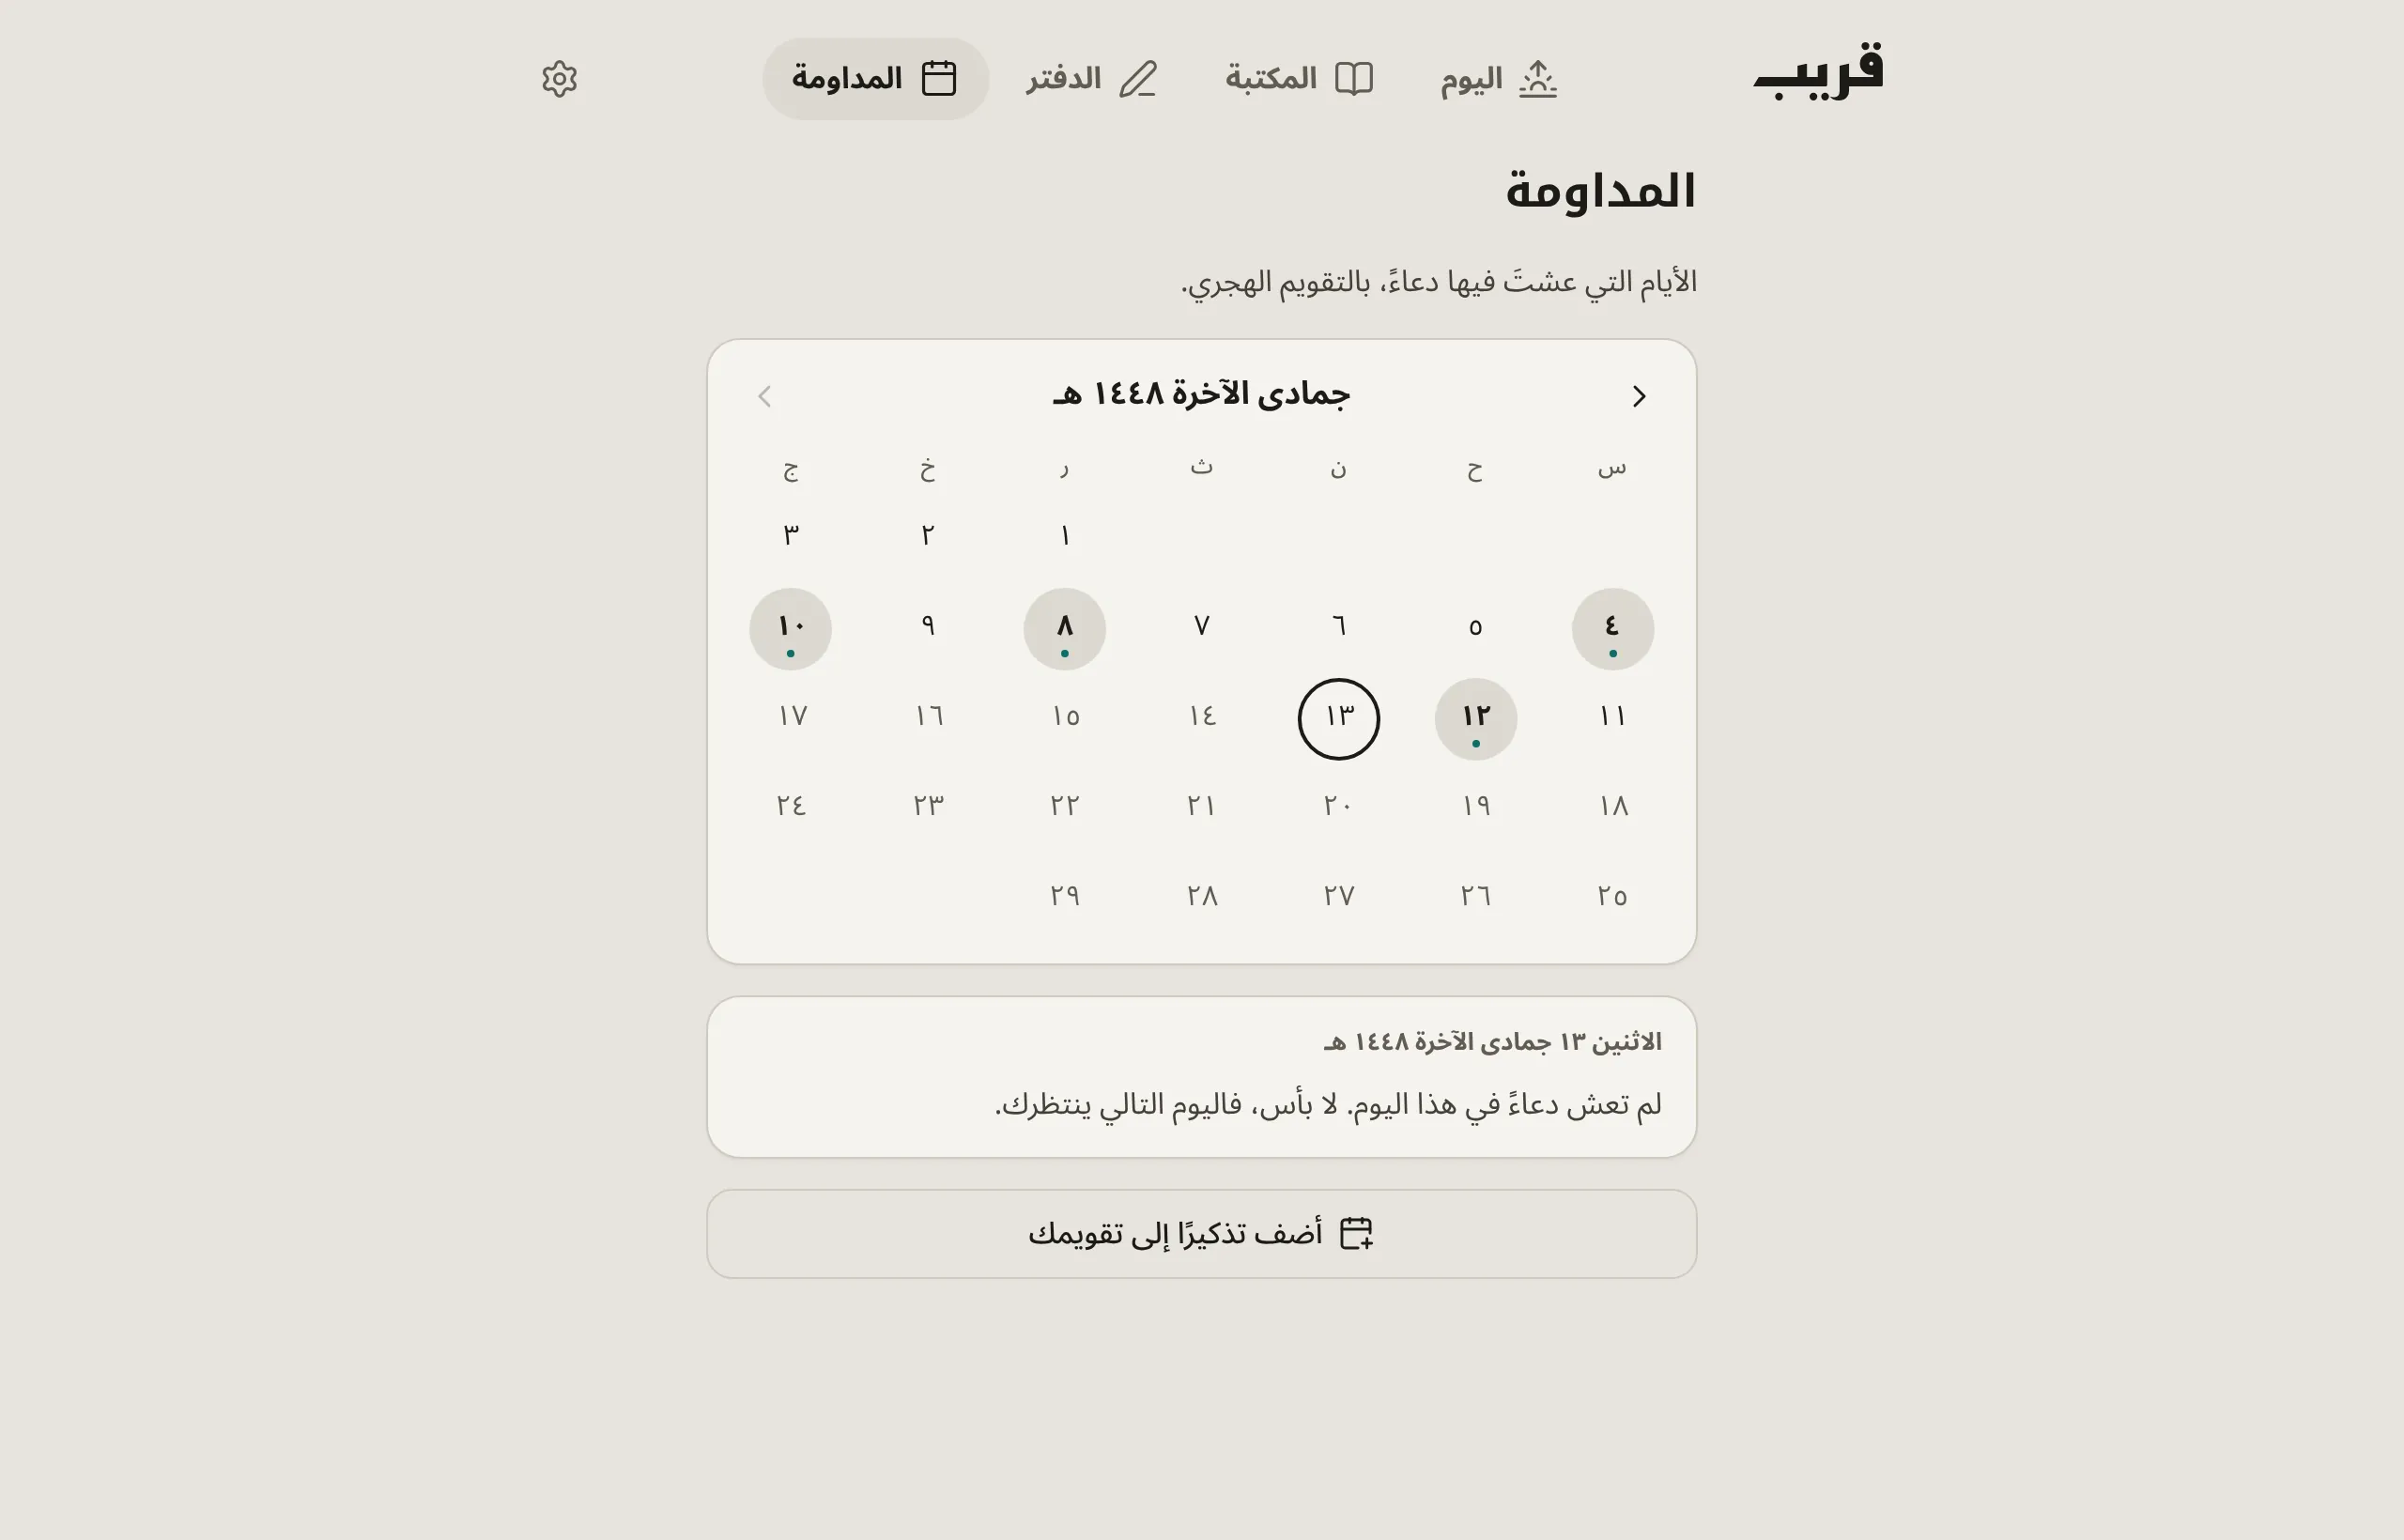 قريب
اليوم
المكتبة
الدفتر
المداومة
المداومة
الأيام التي عشتَ فيها دعاءً، بالتقويم الهجري.
جمادى الآخرة ١٤٤٨ هـ
س ح ن ث ر خ ج
١ ٢ ٣
٤ ٥ ٦ ٧ ٨ ٩ ١٠
١١ ١٢ ١٣ ١٤ ١٥ ١٦ ١٧
١٨ ١٩ ٢٠ ٢١ ٢٢ ٢٣ ٢٤
٢٥ ٢٦ ٢٧ ٢٨ ٢٩
الاثنين ١٣ جمادى الآخرة ١٤٤٨ هـ
لم تعش دعاءً في هذا اليوم. لا بأس، فاليوم التالي ينتظرك.
أضف تذكيرًا إلى تقويمك